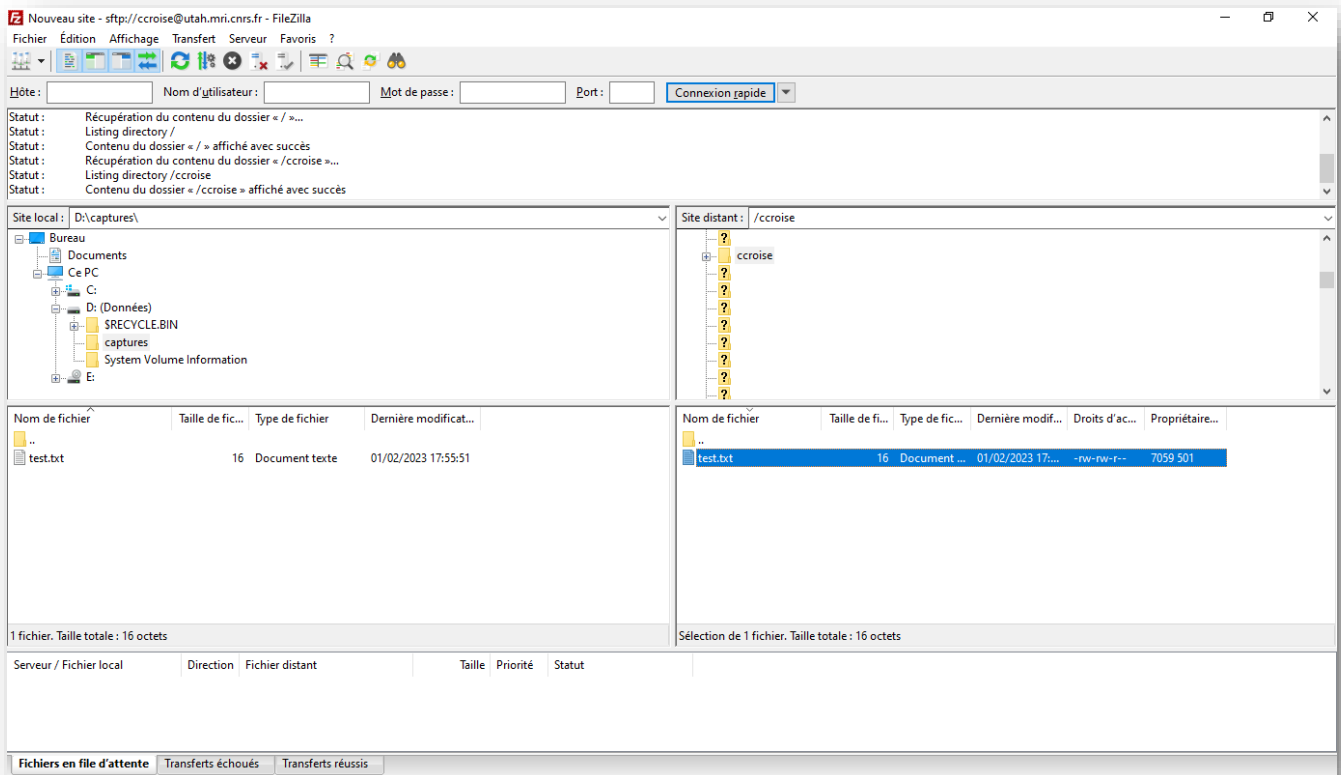 Nouveau site - sftp://ccroise@utah.mri.cnrs.fr - FileZilla
Fichier Édition Affichage Transfert Serveur Favoris ?
Hôte : Nom d'utilisateur : Mot de passe : Port : Connexion rapide
Statut : Récupération du contenu du dossier « / »...
Statut : Listing directory /
Statut : Contenu du dossier « / » affiché avec succès
Statut : Récupération du contenu du dossier « /ccroise »...
Statut : Listing directory /ccroise
Statut : Contenu du dossier « /ccroise » affiché avec succès
Site local : D:\captures\
Bureau
Documents
Ce PC
C:
D: (Données)
$RECYCLE.BIN
captures
System Volume Information
E:
Site distant : /ccroise
?
ccroise
?
?
?
?
?
?
?
?
Nom de fichier Taille de fic... Type de fichier Dernière modificat...
..
test.txt 16 Document texte 01/02/2023 17:55:51
1 fichier. Taille totale : 16 octets
Nom de fichier Taille de fi... Type de fic... Dernière modif... Droits d'ac... Propriétaire...
..
test.txt 16 Document ... 01/02/2023 17:... -rw-rw-r-- 7059 501
Sélection de 1 fichier. Taille totale : 16 octets
Serveur / Fichier local Direction Fichier distant Taille Priorité Statut
Fichiers en file d'attente Transferts échoués Transferts réussis